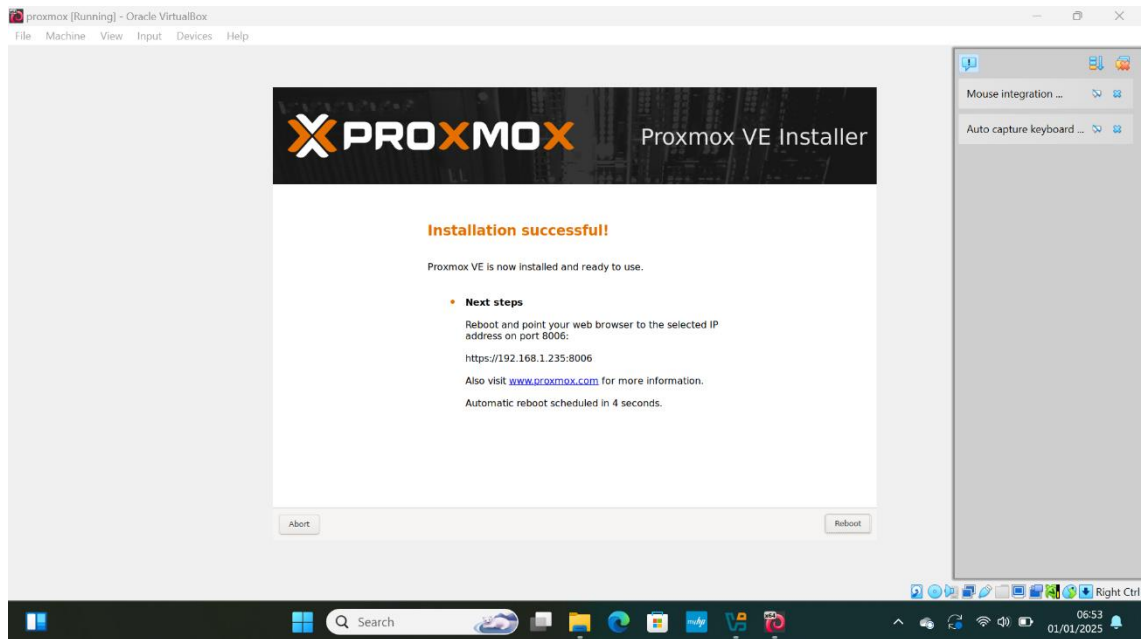 proxmox [Running] - Oracle VirtualBox
File Machine View Input Devices Help
Mouse integration ...
Auto capture keyboard ...
PROXMOX
Proxmox VE Installer
Installation successful!
Proxmox VE is now installed and ready to use.
Next steps
Reboot and point your web browser to the selected IP
address on port 8006:
https://192.168.1.235:8006
Also visit www.proxmox.com for more information.
Automatic reboot scheduled in 4 seconds.
Abort
Reboot
Right Ctrl
Search
myhp
06:53
01/01/2025